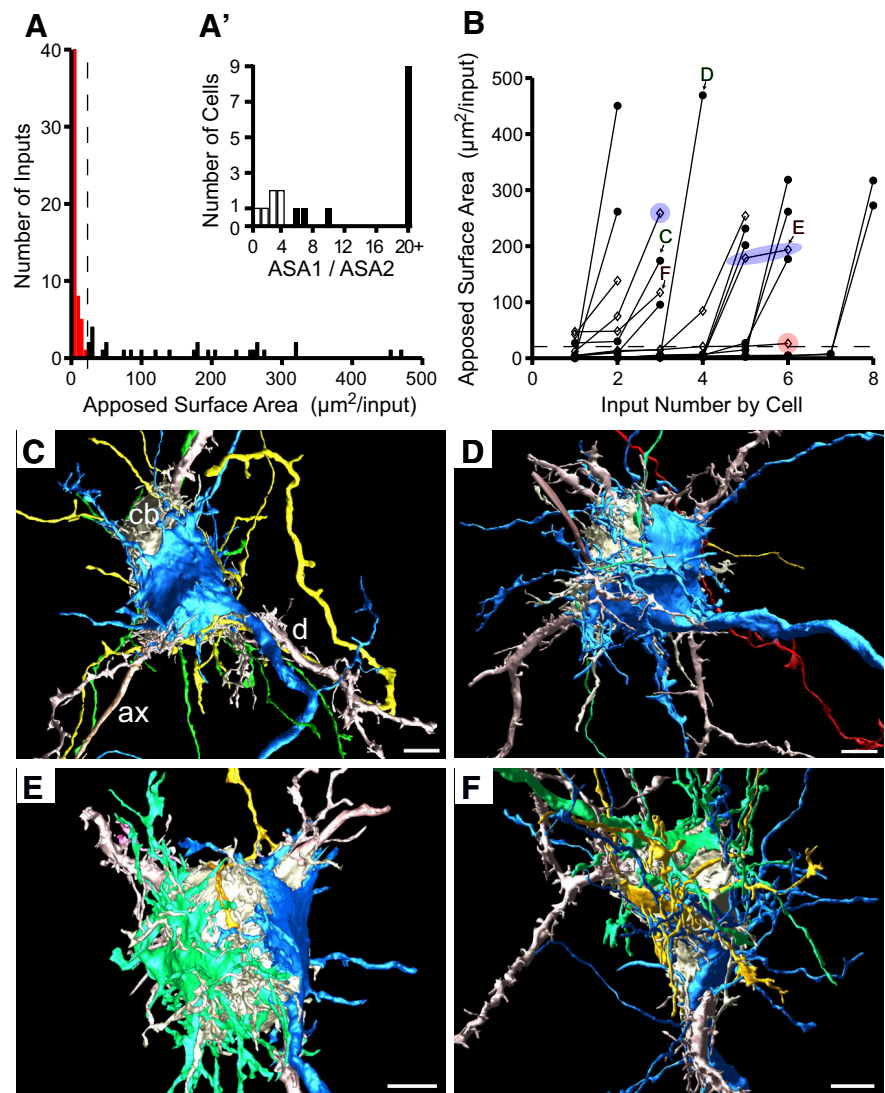 A
A'
B
40
30
20
10
0
Number of Inputs
0
100
200
300
400
500
Apposed Surface Area (μm²/input)
9
7
5
3
1
0
Number of Cells
0
4
8
12
16
20+
ASA1 / ASA2
500
400
300
200
100
0
Apposed Surface Area (μm²/input)
D
C
F
E
0
2
4
6
8
Input Number by Cell
C
cb
d
ax
D
E
F